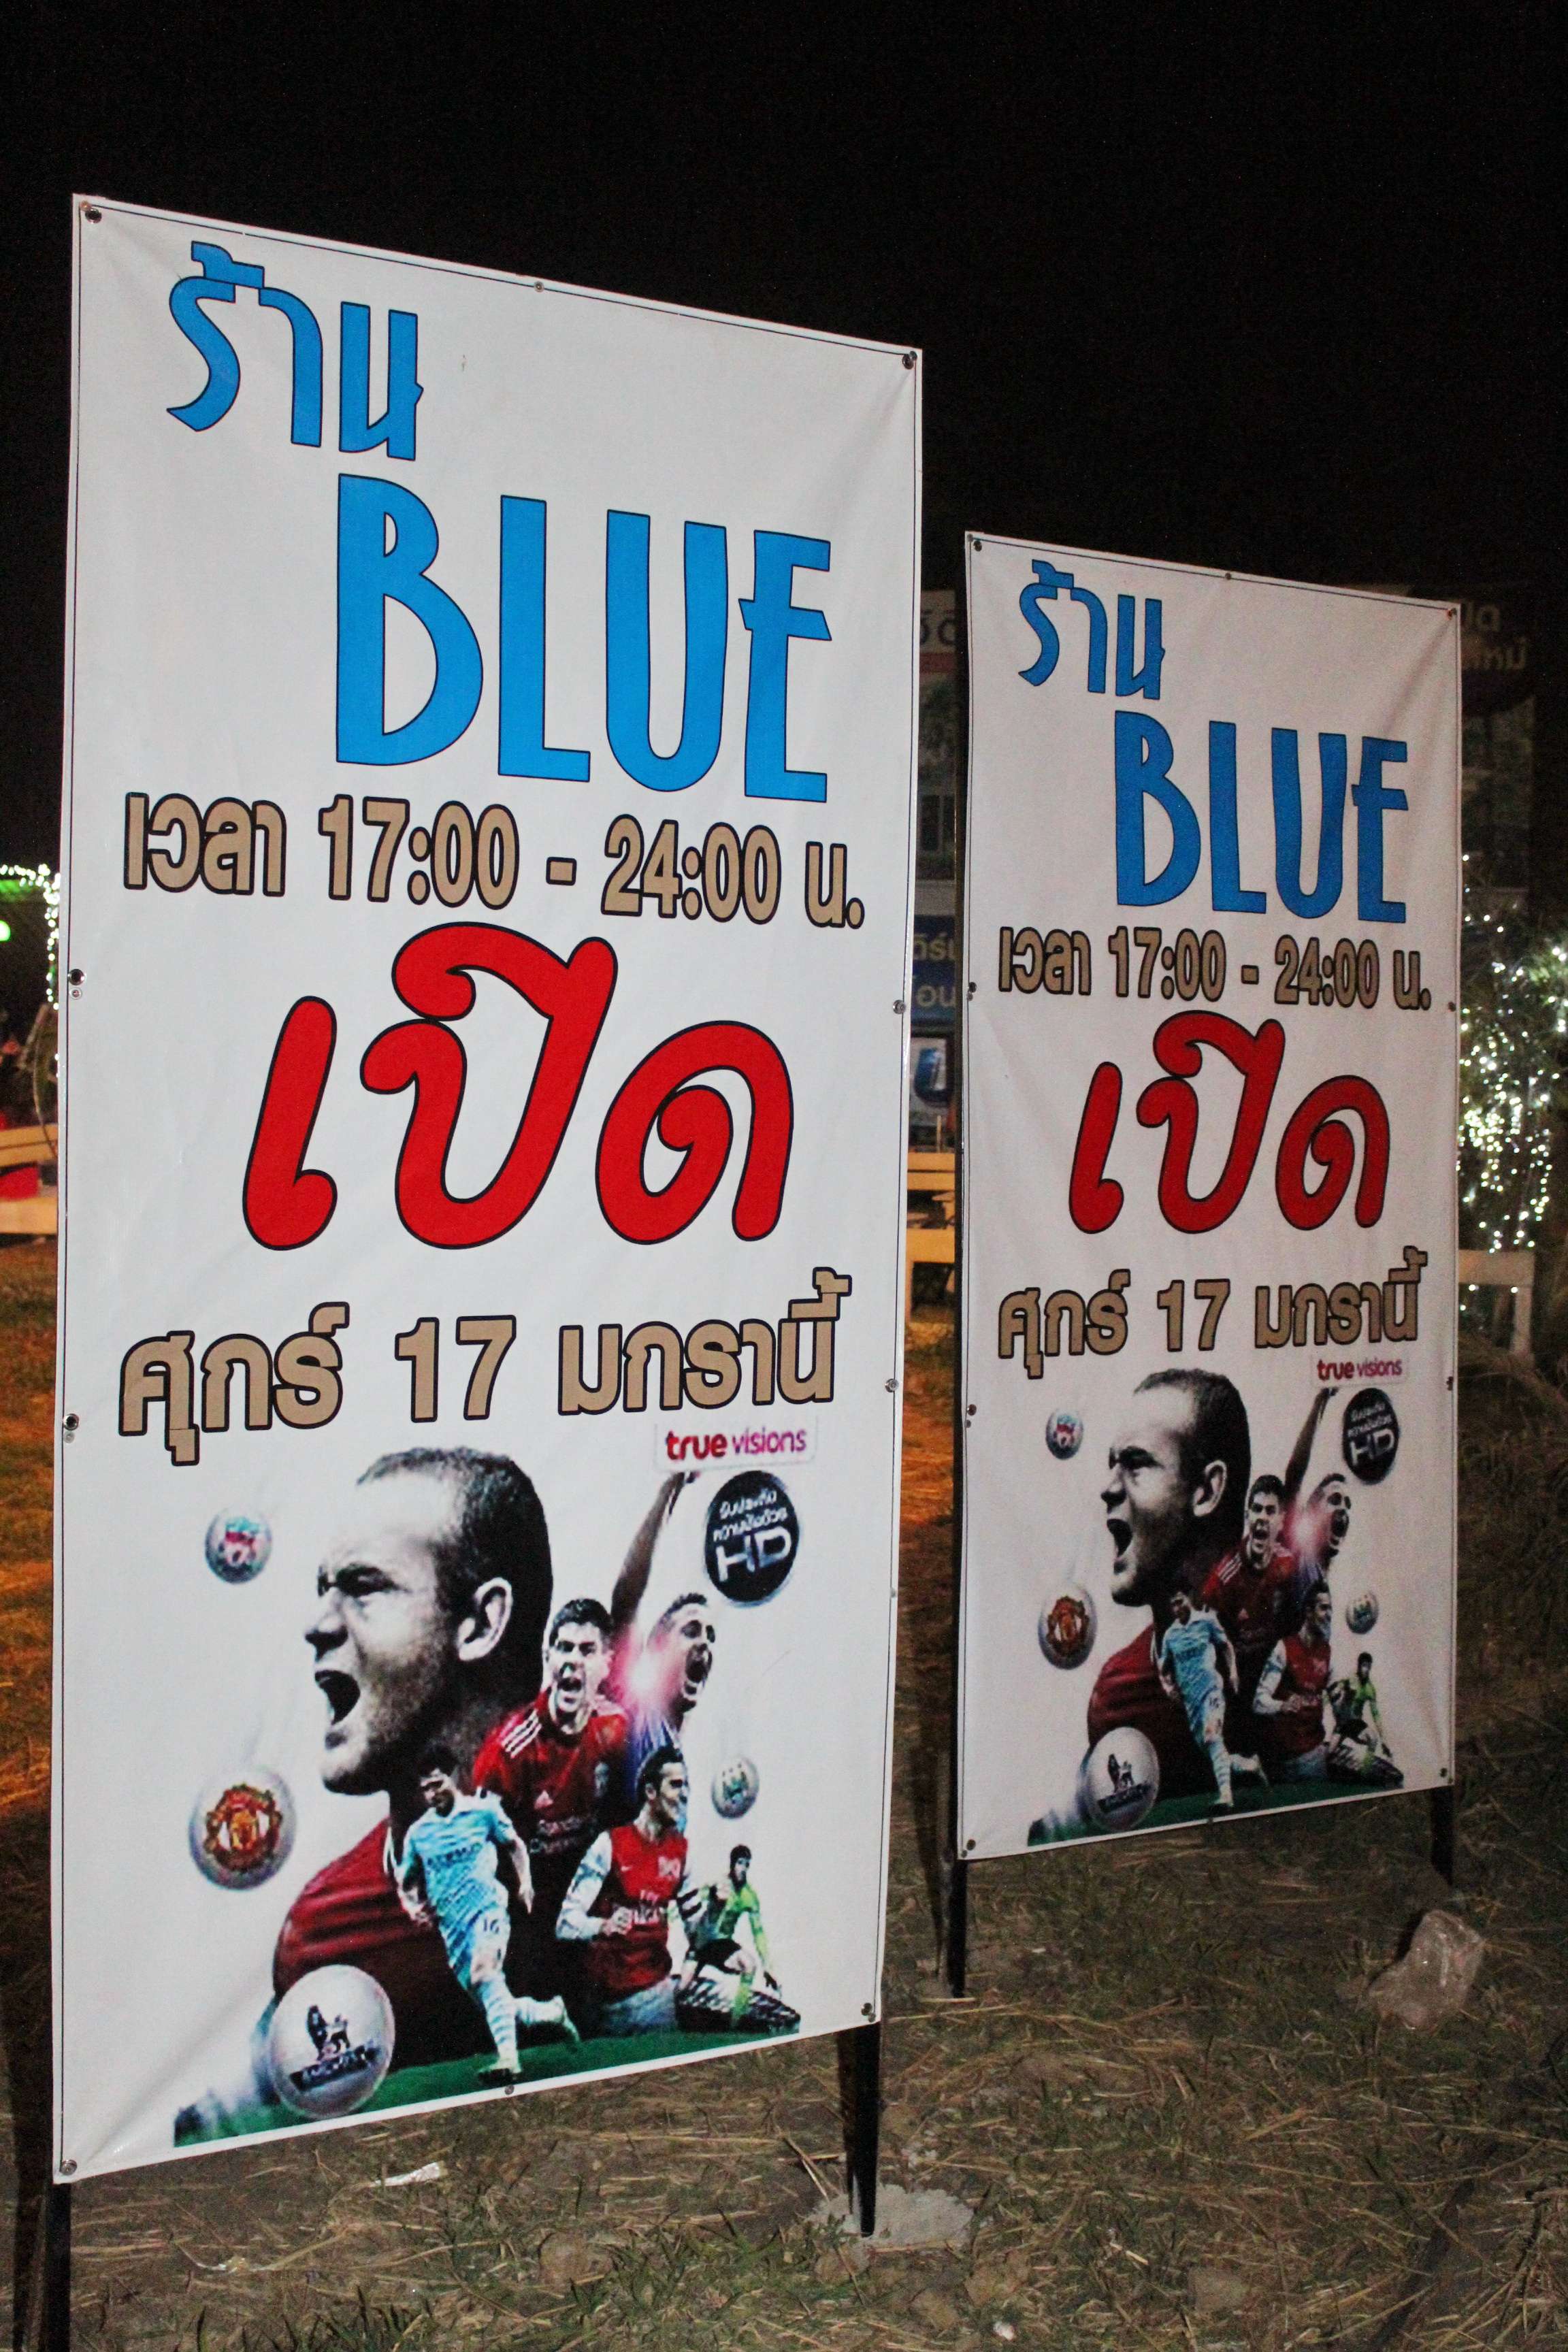 ร้าน
BLUE
เวลา 17:00 - 24:00 น.
เปิด
ศุกร์ 17 มกรานี้
true visions
HD
ร้าน
BLUE
เวลา 17:00 - 24:00 น.
เปิด
ศุกร์ 17 มกรานี้
true visions
HD